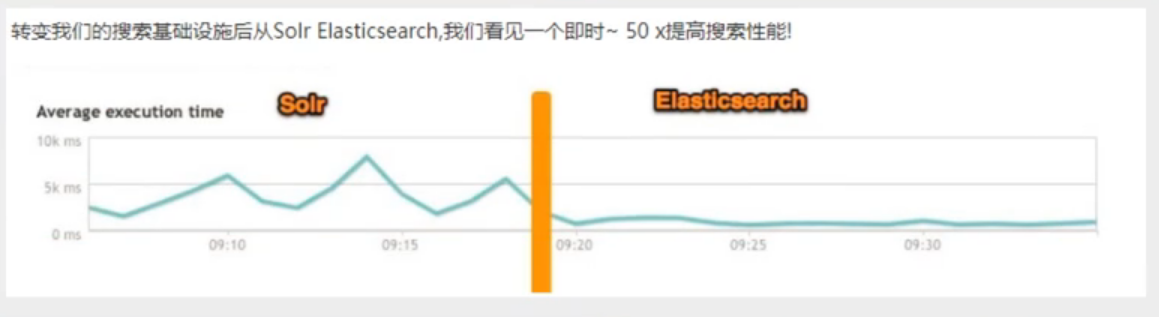 转变我们的搜索基础设施后从Solr Elasticsearch,我们看见一个即时~ 50 x提高搜索性能!
Solr
Elasticsearch
Average execution time
10k ms
5k ms
0 ms
09:10
09:15
09:20
09:25
09:30